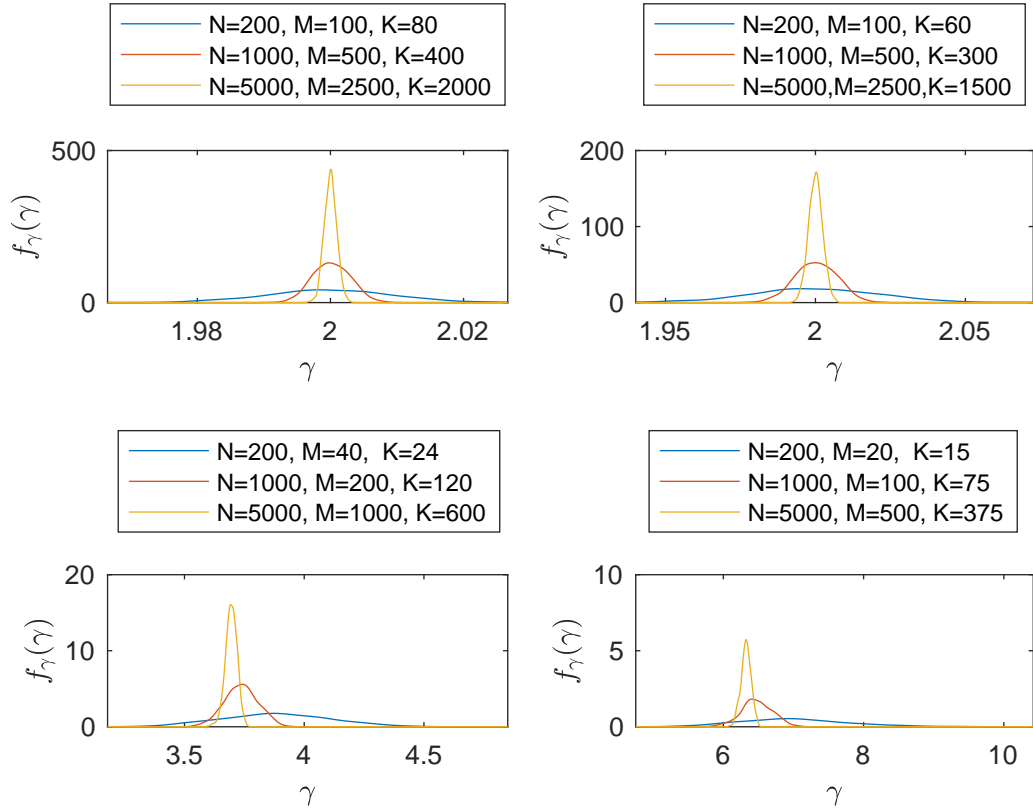 N=200, M=100, K=80
N=1000, M=500, K=400
N=5000, M=2500, K=2000
500
0
1.98 2 2.02
f_γ(γ)
γ
N=200, M=100, K=60
N=1000, M=500, K=300
N=5000,M=2500,K=1500
200
100
0
1.95 2 2.05
f_γ(γ)
γ
N=200, M=40, K=24
N=1000, M=200, K=120
N=5000, M=1000, K=600
20
10
0
3.5 4 4.5
f_γ(γ)
γ
N=200, M=20, K=15
N=1000, M=100, K=75
N=5000, M=500, K=375
10
5
0
6 8 10
f_γ(γ)
γ